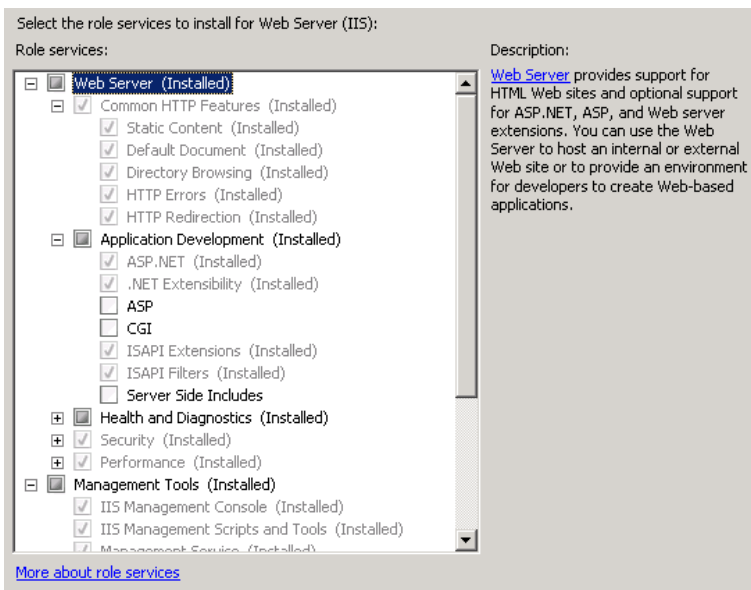 Select the role services to install for Web Server (IIS):
Role services:
Web Server (Installed)
Common HTTP Features (Installed)
Static Content (Installed)
Default Document (Installed)
Directory Browsing (Installed)
HTTP Errors (Installed)
HTTP Redirection (Installed)
Application Development (Installed)
ASP.NET (Installed)
.NET Extensibility (Installed)
ASP
CGI
ISAPI Extensions (Installed)
ISAPI Filters (Installed)
Server Side Includes
Health and Diagnostics (Installed)
Security (Installed)
Performance (Installed)
Management Tools (Installed)
IIS Management Console (Installed)
IIS Management Scripts and Tools (Installed)
Management Service (Installed)
More about role services
Description:
Web Server provides support for
HTML Web sites and optional support
for ASP.NET, ASP, and Web server
extensions. You can use the Web
Server to host an internal or external
Web site or to provide an environment
for developers to create Web-based
applications.